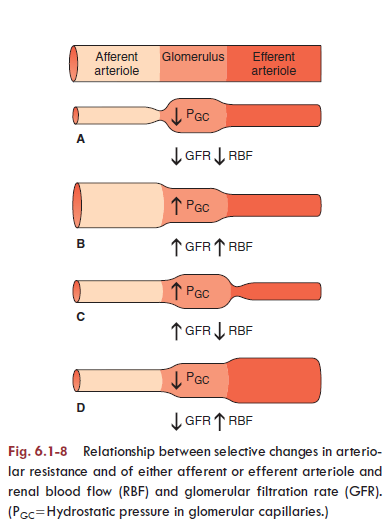 Afferent arteriole Glomerulus Efferent arteriole
↓ PGC
A
↓ GFR ↓ RBF
↑ PGC
B
↑ GFR ↑ RBF
↑ PGC
C
↑ GFR ↓ RBF
↓ PGC
D
↓ GFR ↑ RBF
Fig. 6.1-8 Relationship between selective changes in arterio-
lar resistance and of either afferent or efferent arteriole and
renal blood flow (RBF) and glomerular filtration rate (GFR).
(PGC=Hydrostatic pressure in glomerular capillaries.)